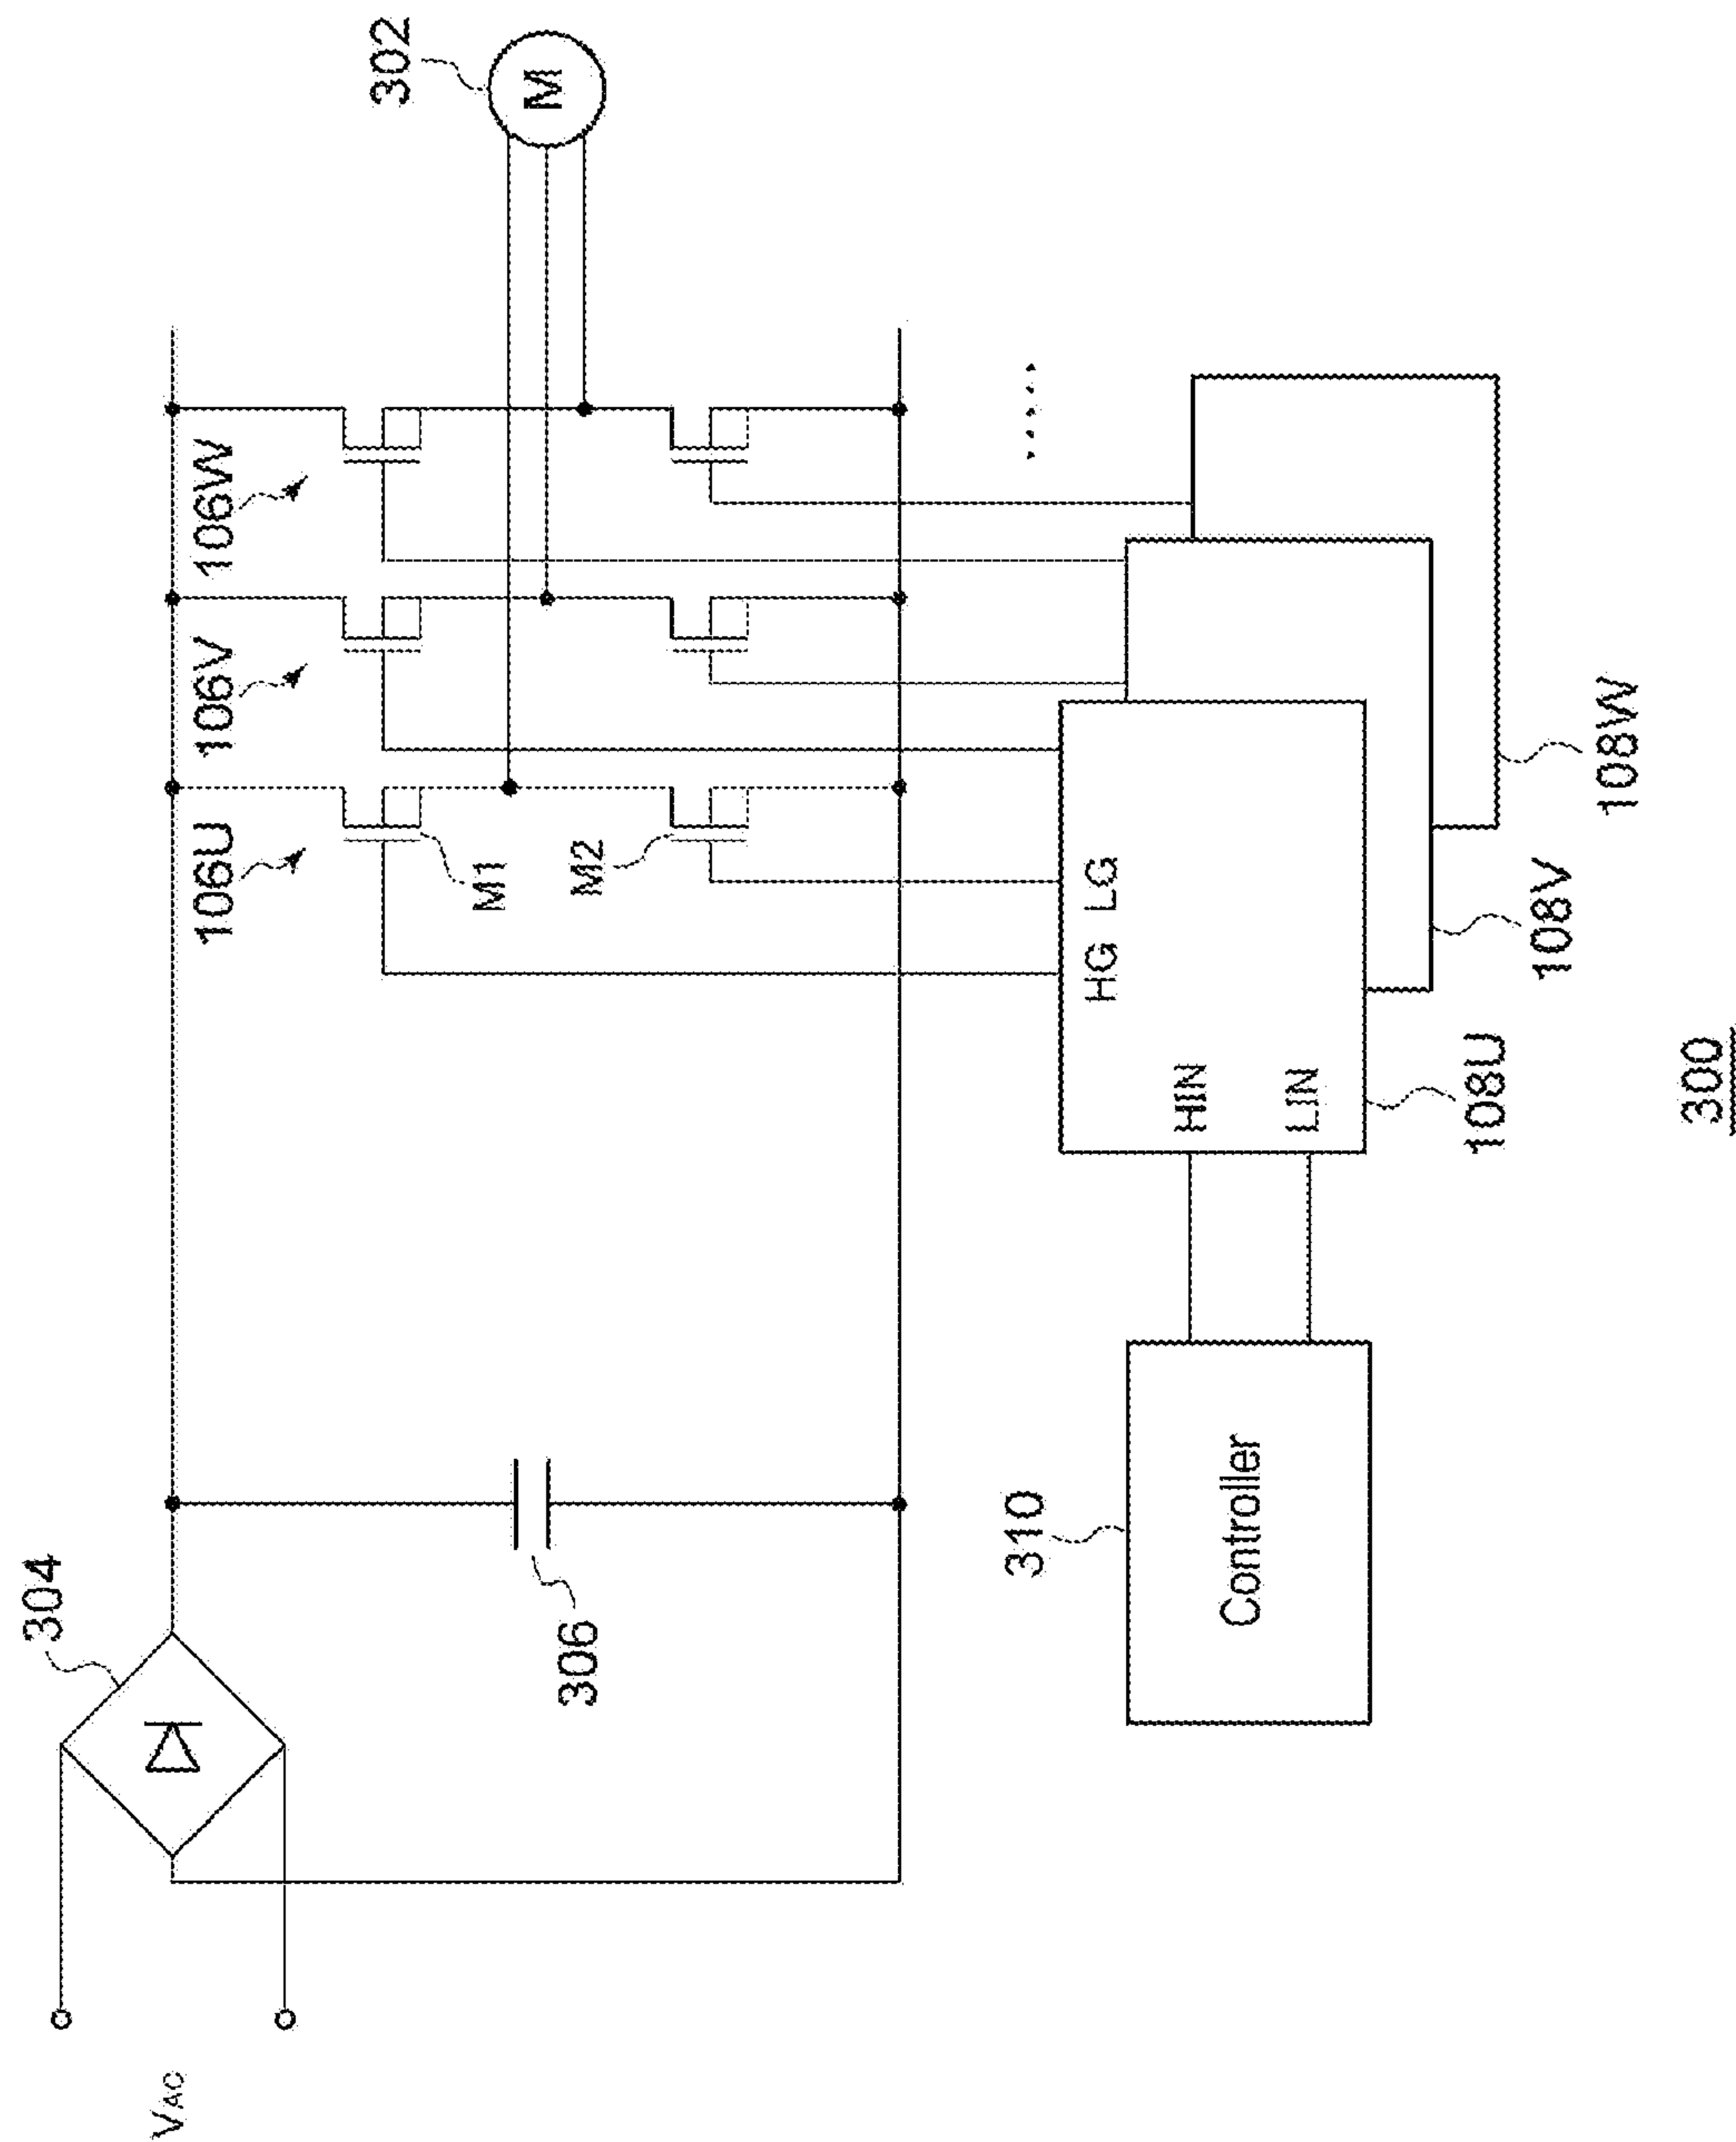 304
VAC
306
106U
106V
106W
M1
M2
302
M
310
Controller
HG LG
HIN
LIN
108U
108V
108W
300